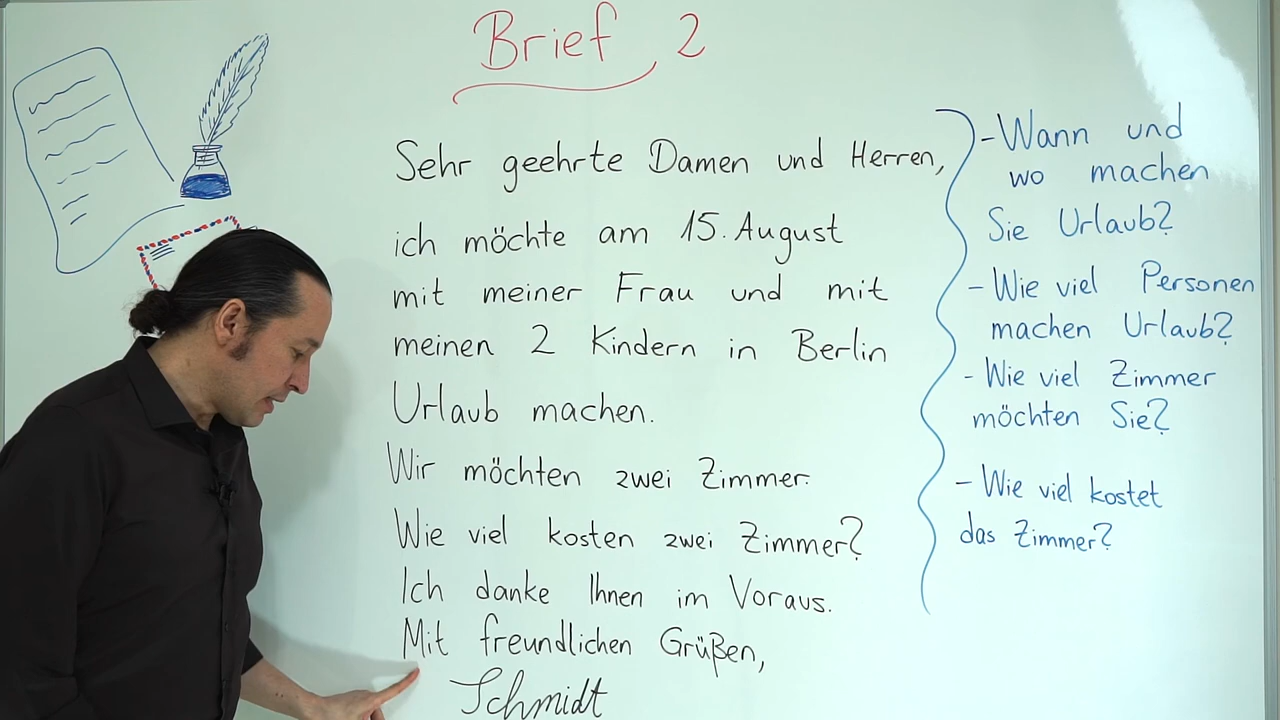 Brief 2
Sehr geehrte Damen und Herren,
ich möchte am 15. August
mit meiner Frau und mit
meinen 2 Kindern in Berlin
Urlaub machen.
Wir möchten zwei Zimmer.
Wie viel kosten zwei Zimmer?
Ich danke Ihnen im Voraus.
Mit freundlichen Grüßen,
Schmidt
- Wann und
wo machen
Sie Urlaub?
- Wie viel Personen
machen Urlaub?
- Wie viel Zimmer
möchten Sie?
- Wie viel kostet
das Zimmer?